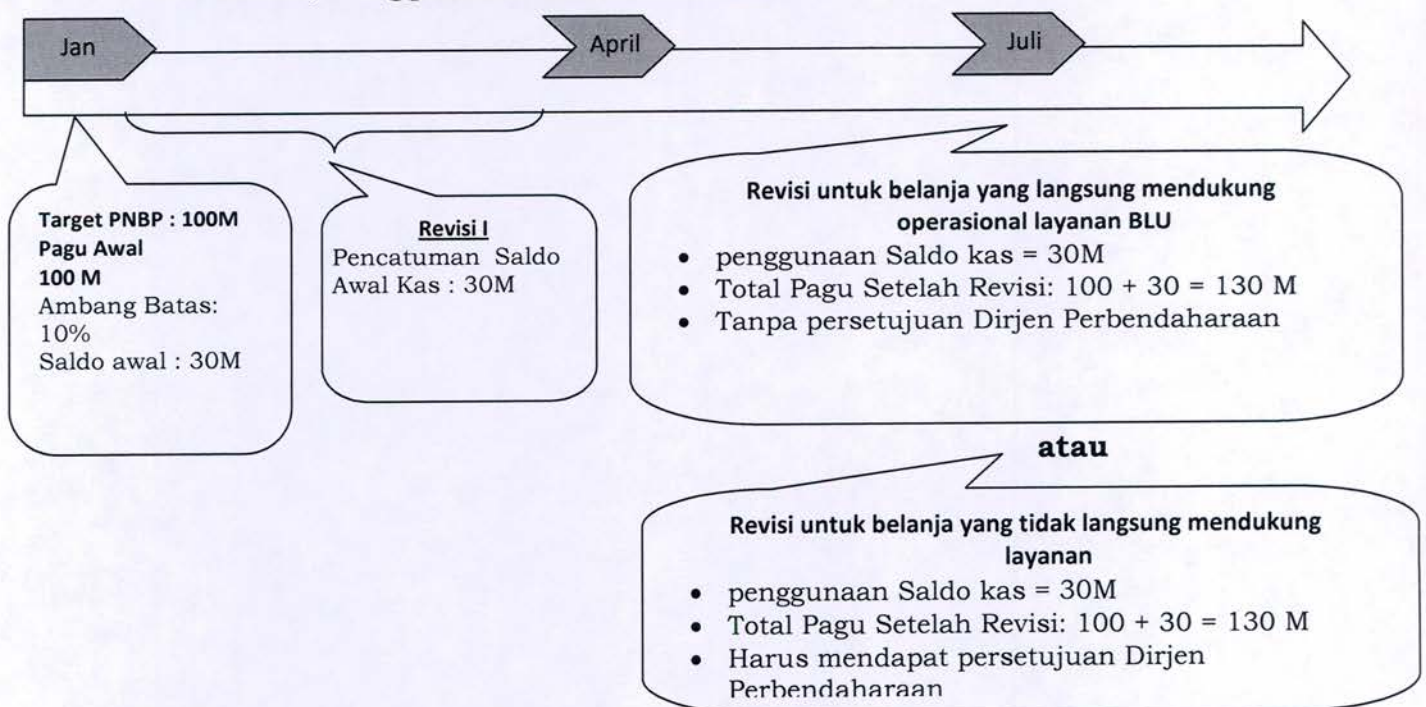 Jan
April
Juli
Target PNBP : 100M
Pagu Awal
100 M
Ambang Batas:
10%
Saldo awal : 30M
Revisi I
Pencatuman Saldo
Awal Kas : 30M
Revisi untuk belanja yang langsung mendukung
operasional layanan BLU
• penggunaan Saldo kas = 30M
• Total Pagu Setelah Revisi: 100 + 30 = 130 M
• Tanpa persetujuan Dirjen Perbendaharaan
atau
Revisi untuk belanja yang tidak langsung mendukung
layanan
• penggunaan Saldo kas = 30M
• Total Pagu Setelah Revisi: 100 + 30 = 130 M
• Harus mendapat persetujuan Dirjen
Perbendaharaan